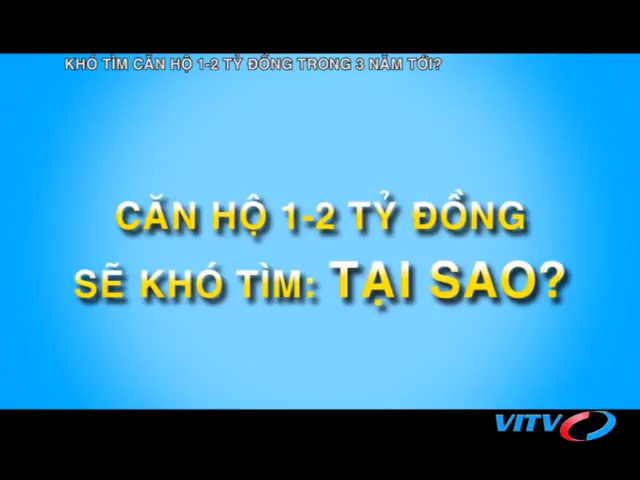 KHÓ TÌM CĂN HỘ 1-2 TỶ ĐỒNG TRONG 3 NĂM TỚI?
CĂN HỘ 1-2 TỶ ĐỒNG
SẼ KHÓ TÌM: TẠI SAO?
VITV